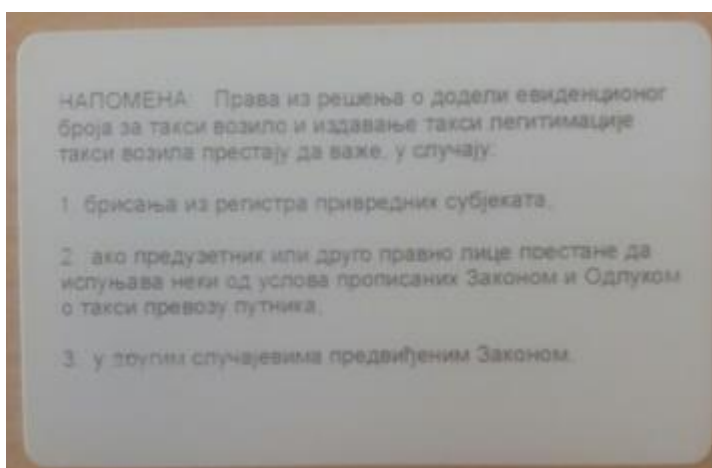 НАПОМЕНА: Права из решења о додели евиденционог
броја за такси возило и издавање такси легитимације
такси возила престају да важе, у случају:
1. брисања из регистра привредних субјеката,
2. ако предузетник или друго правно лице престане да
испуњава неки од услова прописаних Законом и Одлуком
о такси превозу путника,
3. у другим случајевима предвиђеним Законом.